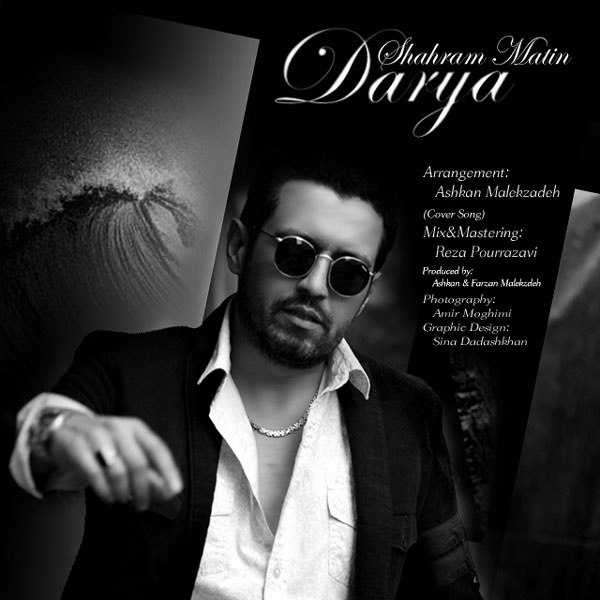 Shahram Matin
Darya
Arrangement:
Ashkan Malekzadeh
(Cover Song)
Mix&Mastering:
Reza Pourrazavi
Produced by:
Ashkan & Farzan Malekzdeh
Photography:
Amir Moghimi
Graphic Design:
Sina Dadashkhan